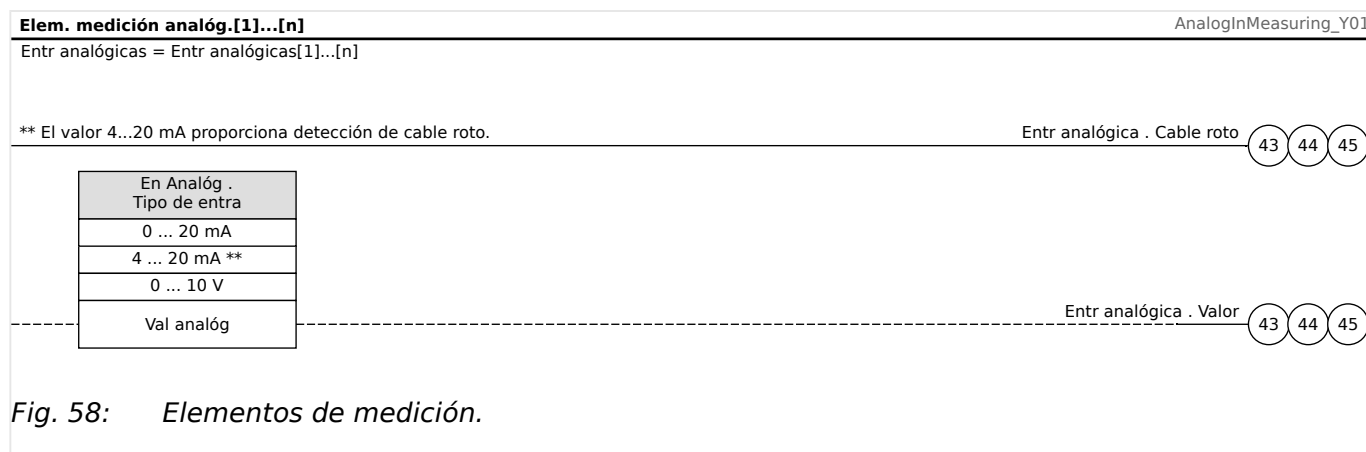 Elem. medición analóg.[1]...[n]
AnalogInMeasuring_Y01
Entr analógicas = Entr analógicas[1]...[n]
** El valor 4...20 mA proporciona detección de cable roto.
Entr analógica . Cable roto
43 44 45
En Analóg .
Tipo de entra
0 ... 20 mA
4 ... 20 mA **
0 ... 10 V
Val analóg
Entr analógica . Valor
43 44 45
Fig. 58: Elementos de medición.